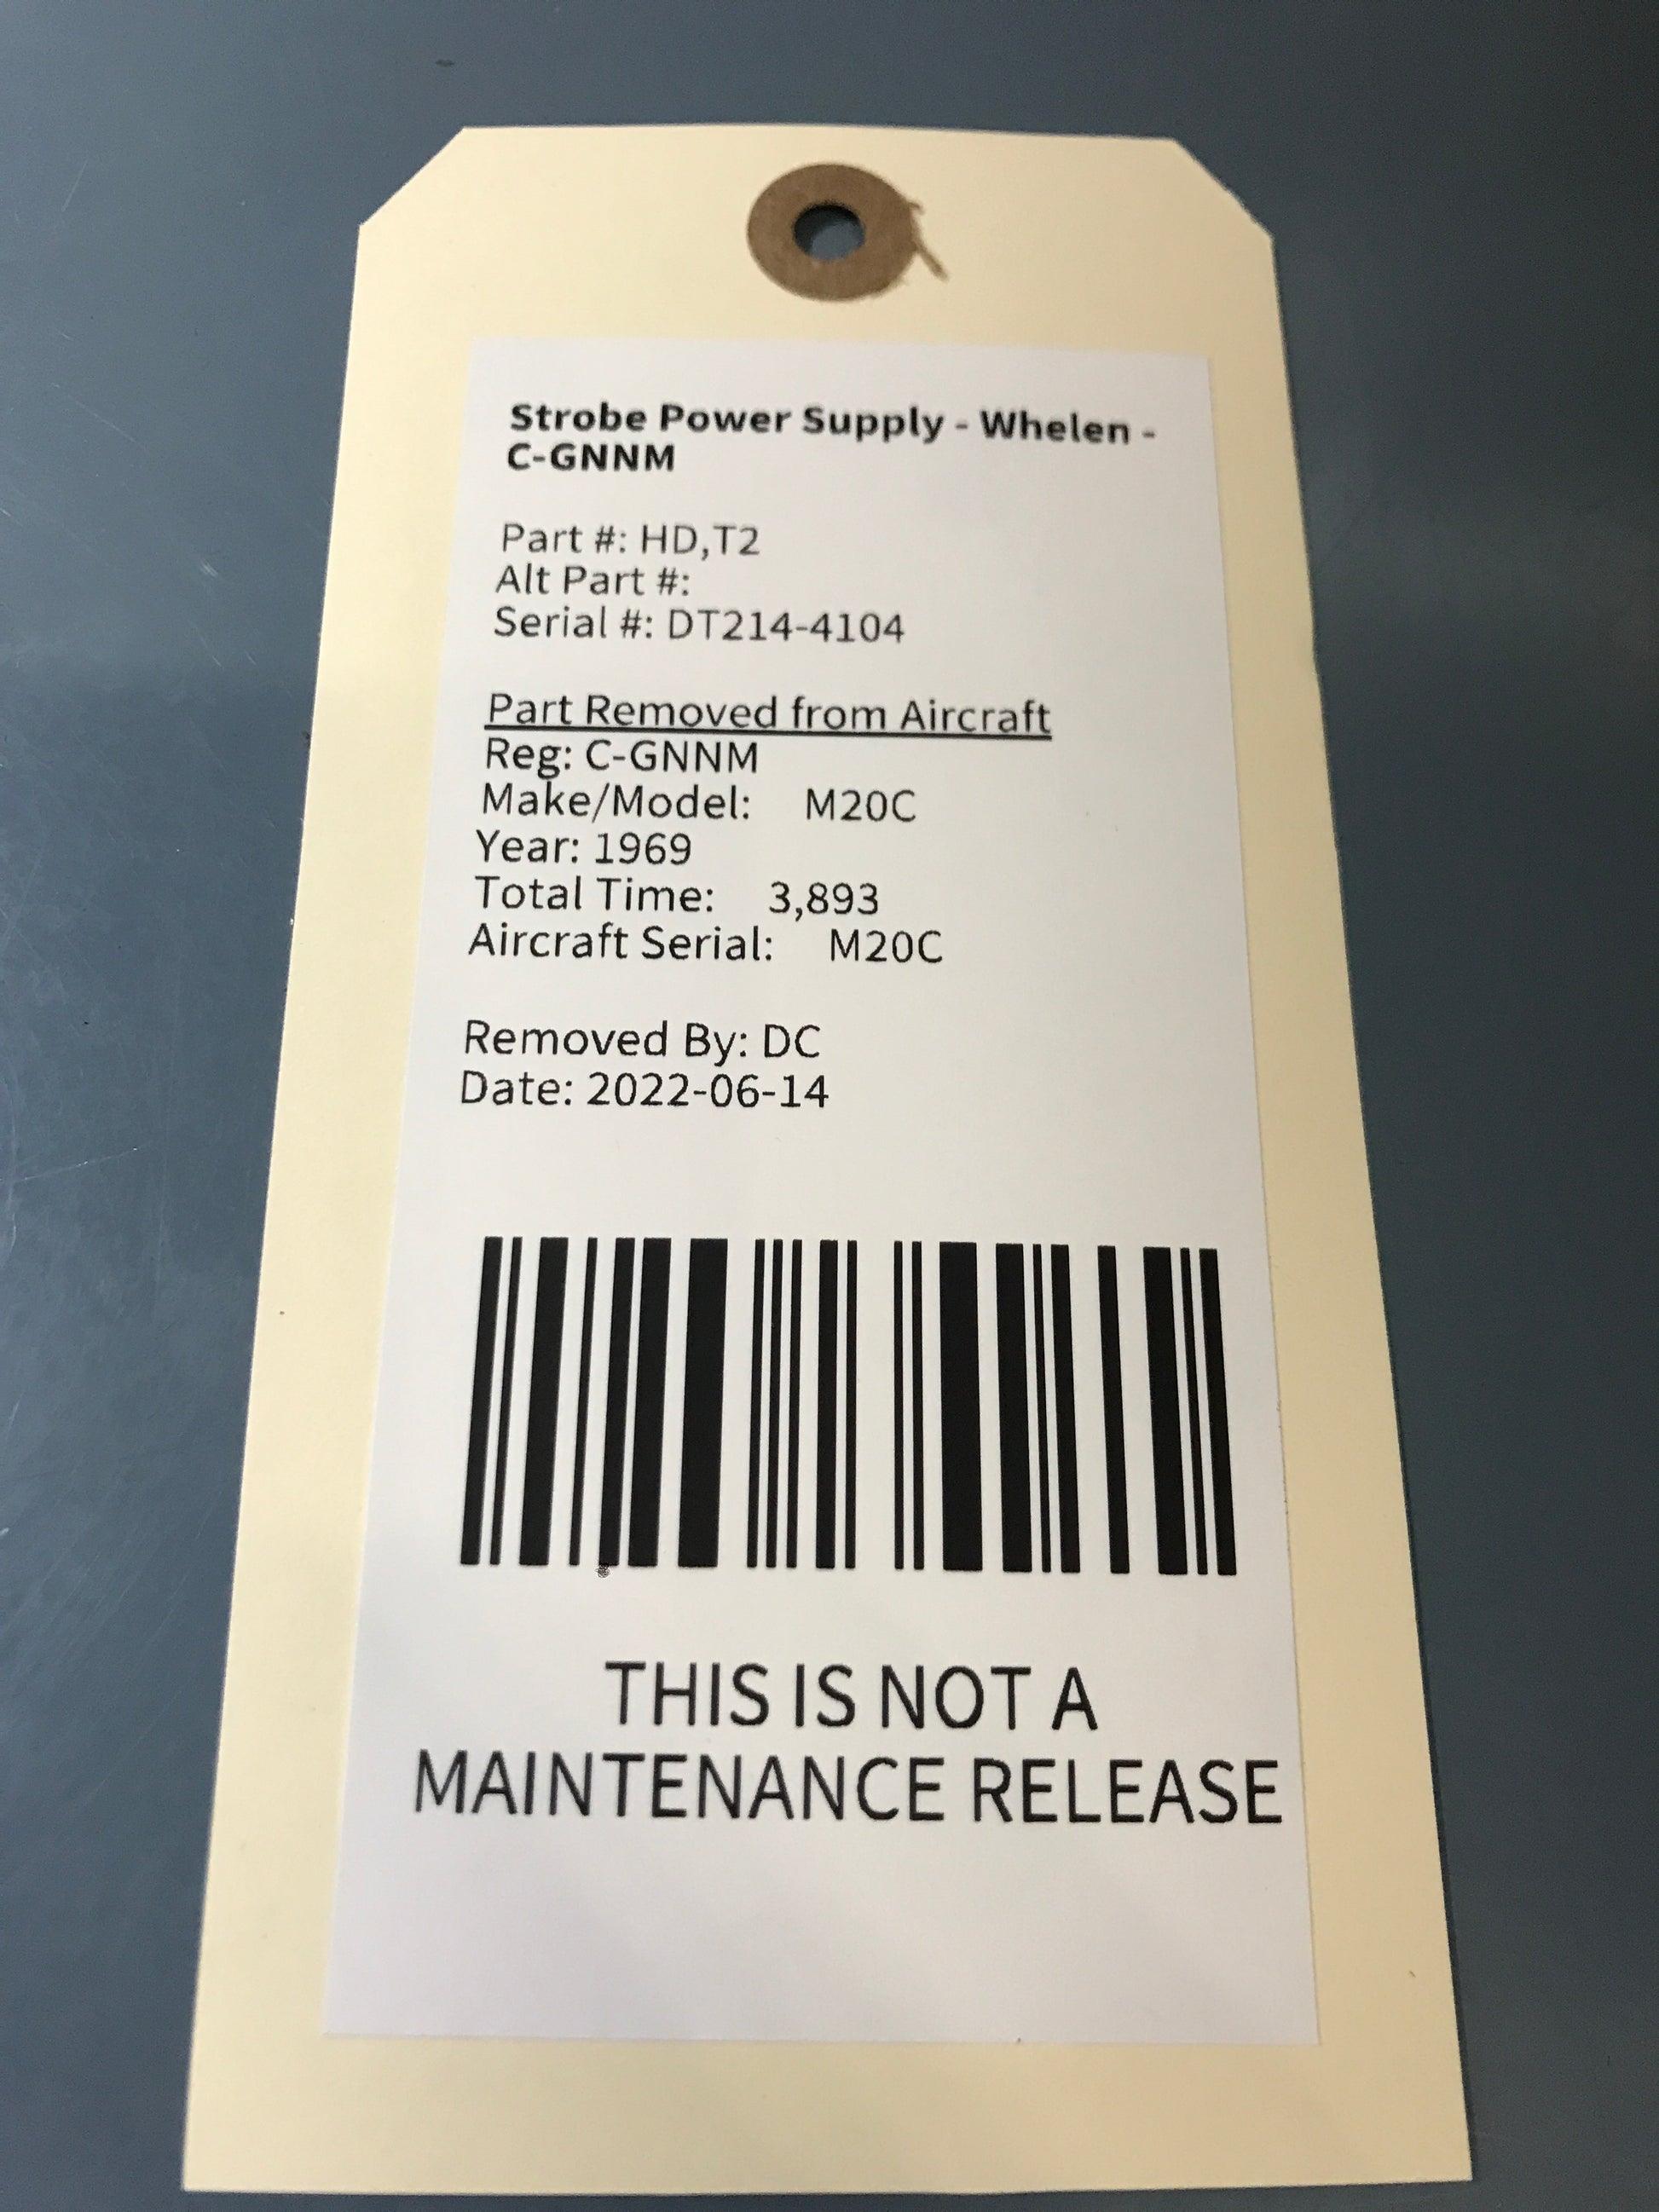 Strobe Power Supply - Whelen -
C-GNNM
Part #: HD,T2
Alt Part #:
Serial #: DT214-4104
Part Removed from Aircraft
Reg: C-GNNM
Make/Model: M20C
Year: 1969
Total Time: 3,893
Aircraft Serial: M20C
Removed By: DC
Date: 2022-06-14
THIS IS NOT A
MAINTENANCE RELEASE